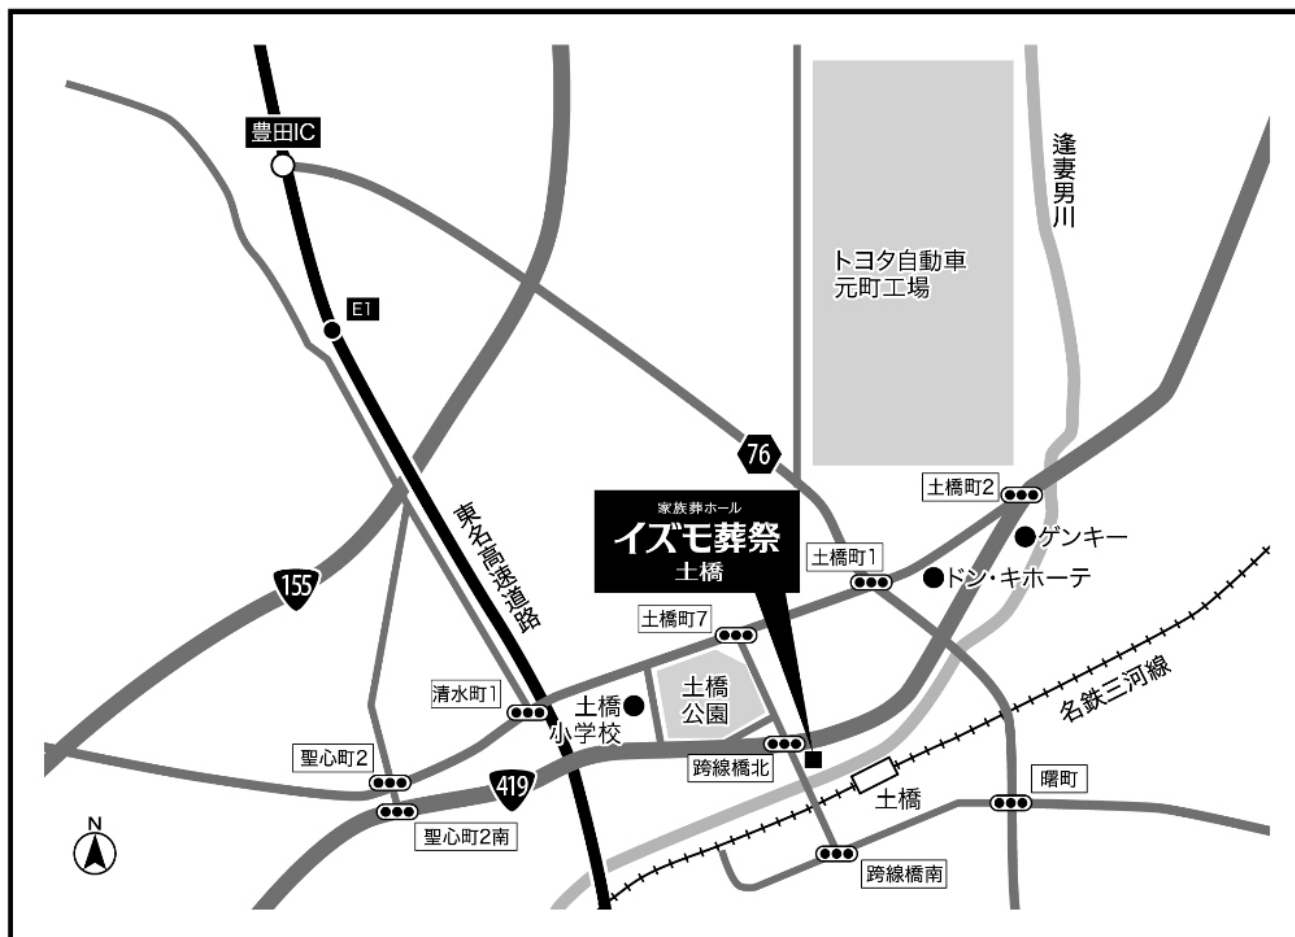 豊田IC
逢妻男川
トヨタ自動車
元町工場
E1
76
土橋町2
家族葬ホール
イズモ葬祭
土橋
東名高速道路
ゲンキー
土橋町1
ドン・キホーテ
155
土橋町7
名鉄三河線
清水町1
土橋
小学校
土橋
公園
聖心町2
跨線橋北
419
土橋
曙町
聖心町2南
跨線橋南
N